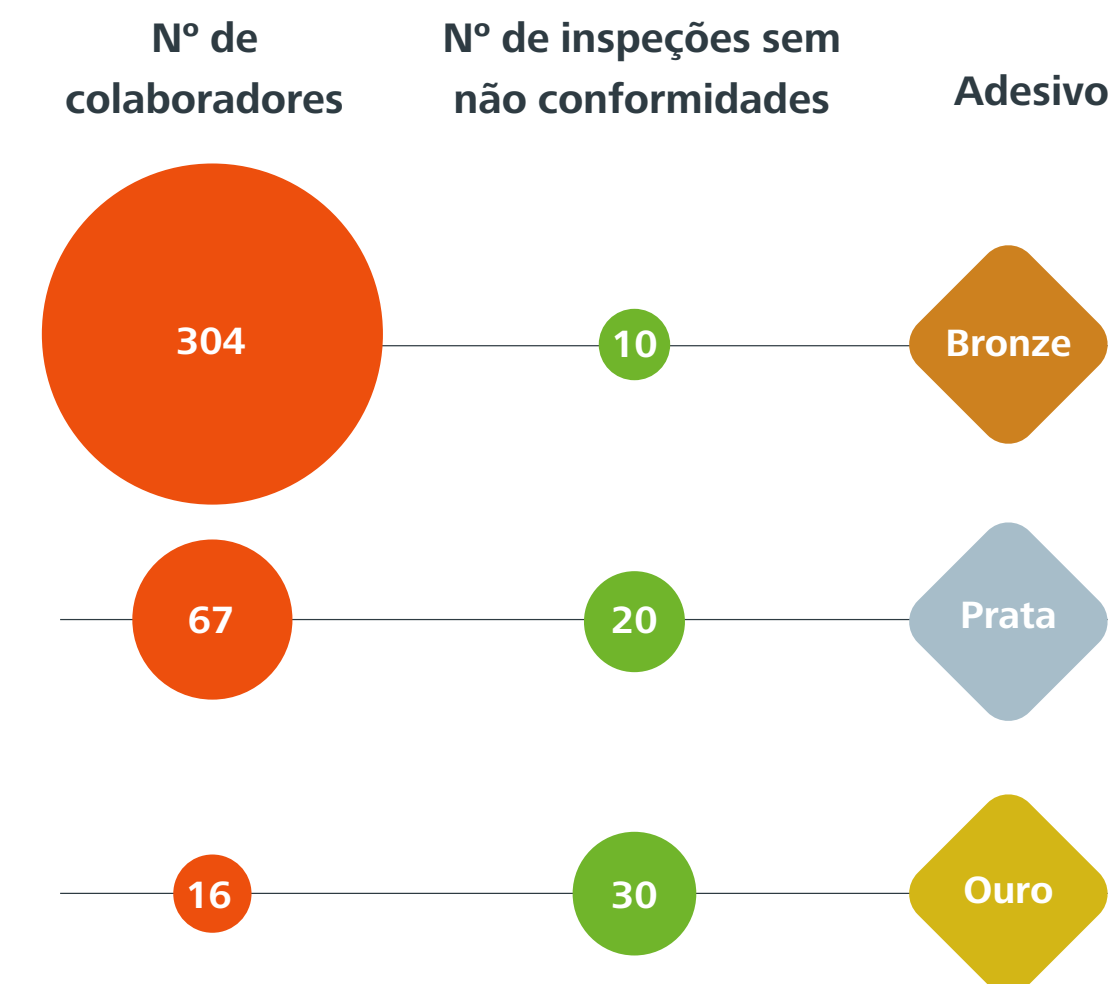 Nº de
colaboradores
Nº de inspeções sem
não conformidades
Adesivo
304
10
Bronze
67
20
Prata
16
30
Ouro